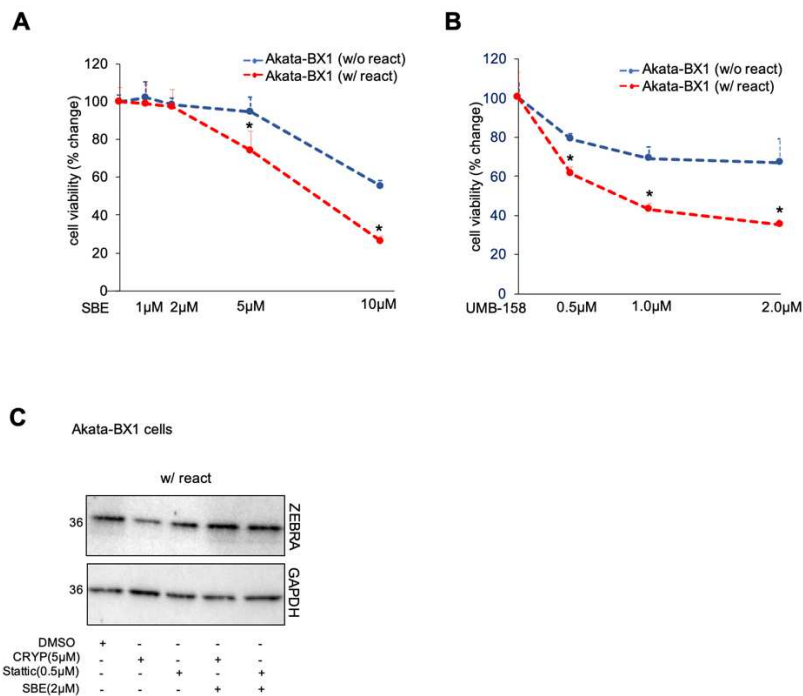 A
Akata-BX1 (w/o react)
Akata-BX1 (w/ react)
cell viability (% change)
120
100
80
60
40
20
0
*
*
SBE 1µM 2µM 5µM 10µM
B
Akata-BX1 (w/o react)
Akata-BX1 (w/ react)
cell viability (% change)
120
100
80
60
40
20
0
*
*
*
UMB-158 0.5µM 1.0µM 2.0µM
C
Akata-BX1 cells
w/ react
36
ZEBRA
36
GAPDH
DMSO + - - - -
CRYP(5µM) - + - + -
Stattic(0.5µM) - - + - +
SBE(2µM) - - - + +